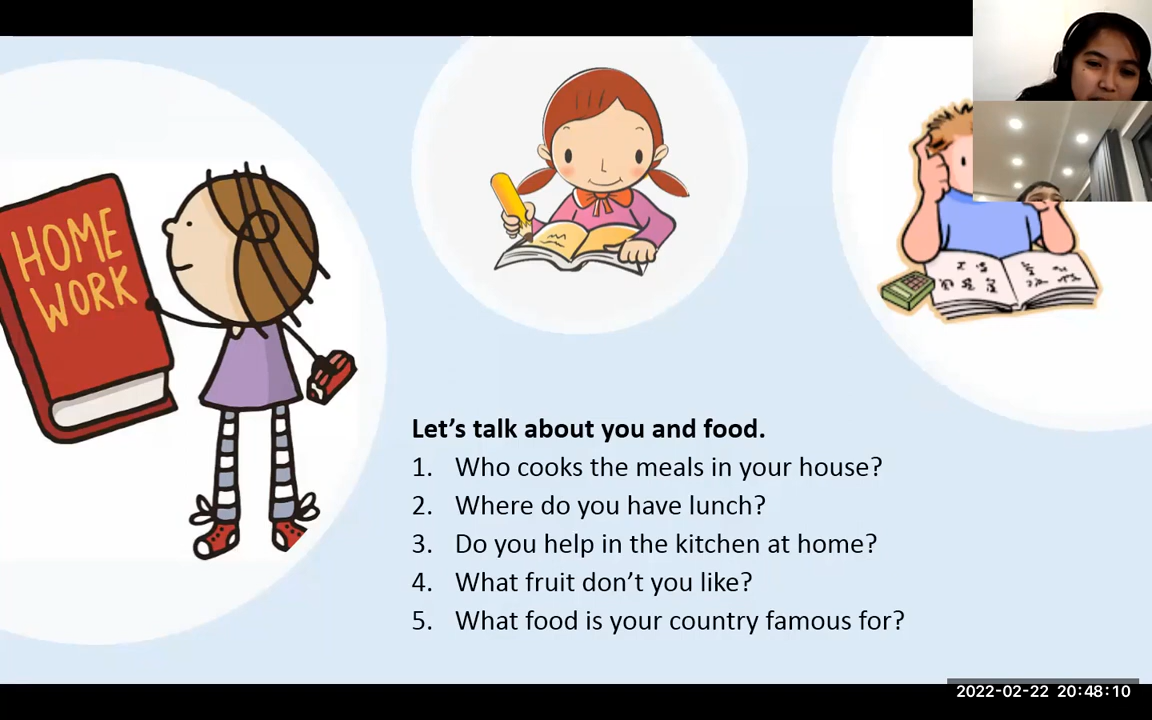 HOME
WORK
Let's talk about you and food.
1. Who cooks the meals in your house?
2. Where do you have lunch?
3. Do you help in the kitchen at home?
4. What fruit don't you like?
5. What food is your country famous for?
2022-02-22 20:48:10